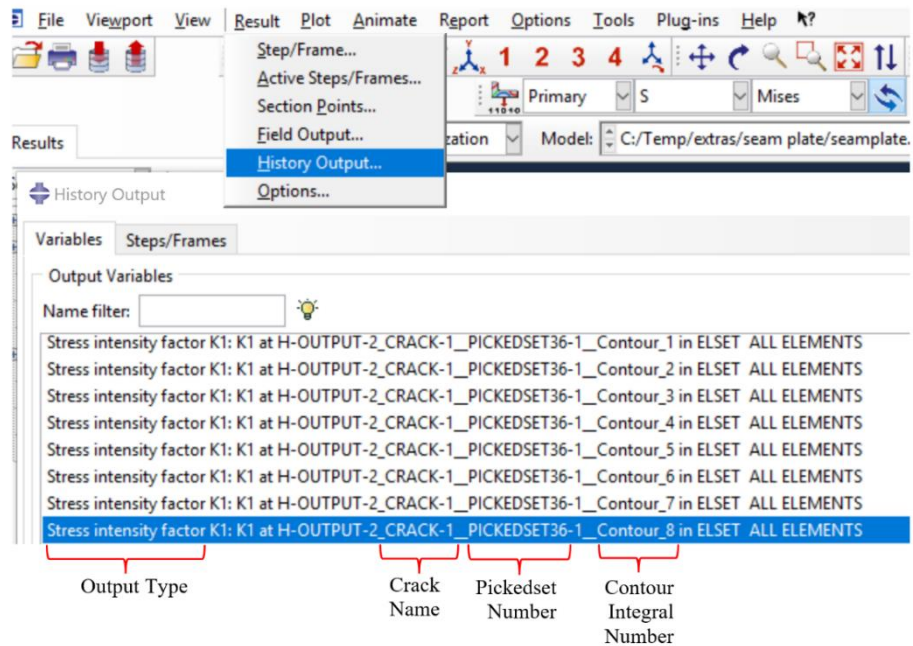 File Viewport View Result Plot Animate Report Options Tools Plug-ins Help
Step/Frame...
Active Steps/Frames...
Section Points...
Field Output...
History Output...
Options...
1 2 3 4
Primary S Mises
Results
Model: C:/Temp/extras/seam plate/seamplate.
History Output
Variables Steps/Frames
Output Variables
Name filter:
Stress intensity factor K1: K1 at H-OUTPUT-2_CRACK-1__PICKEDSET36-1__Contour_1 in ELSET ALL ELEMENTS
Stress intensity factor K1: K1 at H-OUTPUT-2_CRACK-1__PICKEDSET36-1__Contour_2 in ELSET ALL ELEMENTS
Stress intensity factor K1: K1 at H-OUTPUT-2_CRACK-1__PICKEDSET36-1__Contour_3 in ELSET ALL ELEMENTS
Stress intensity factor K1: K1 at H-OUTPUT-2_CRACK-1__PICKEDSET36-1__Contour_4 in ELSET ALL ELEMENTS
Stress intensity factor K1: K1 at H-OUTPUT-2_CRACK-1__PICKEDSET36-1__Contour_5 in ELSET ALL ELEMENTS
Stress intensity factor K1: K1 at H-OUTPUT-2_CRACK-1__PICKEDSET36-1__Contour_6 in ELSET ALL ELEMENTS
Stress intensity factor K1: K1 at H-OUTPUT-2_CRACK-1__PICKEDSET36-1__Contour_7 in ELSET ALL ELEMENTS
Stress intensity factor K1: K1 at H-OUTPUT-2_CRACK-1__PICKEDSET36-1__Contour_8 in ELSET ALL ELEMENTS
Output Type
Crack
Name
Pickedset
Number
Contour
Integral
Number